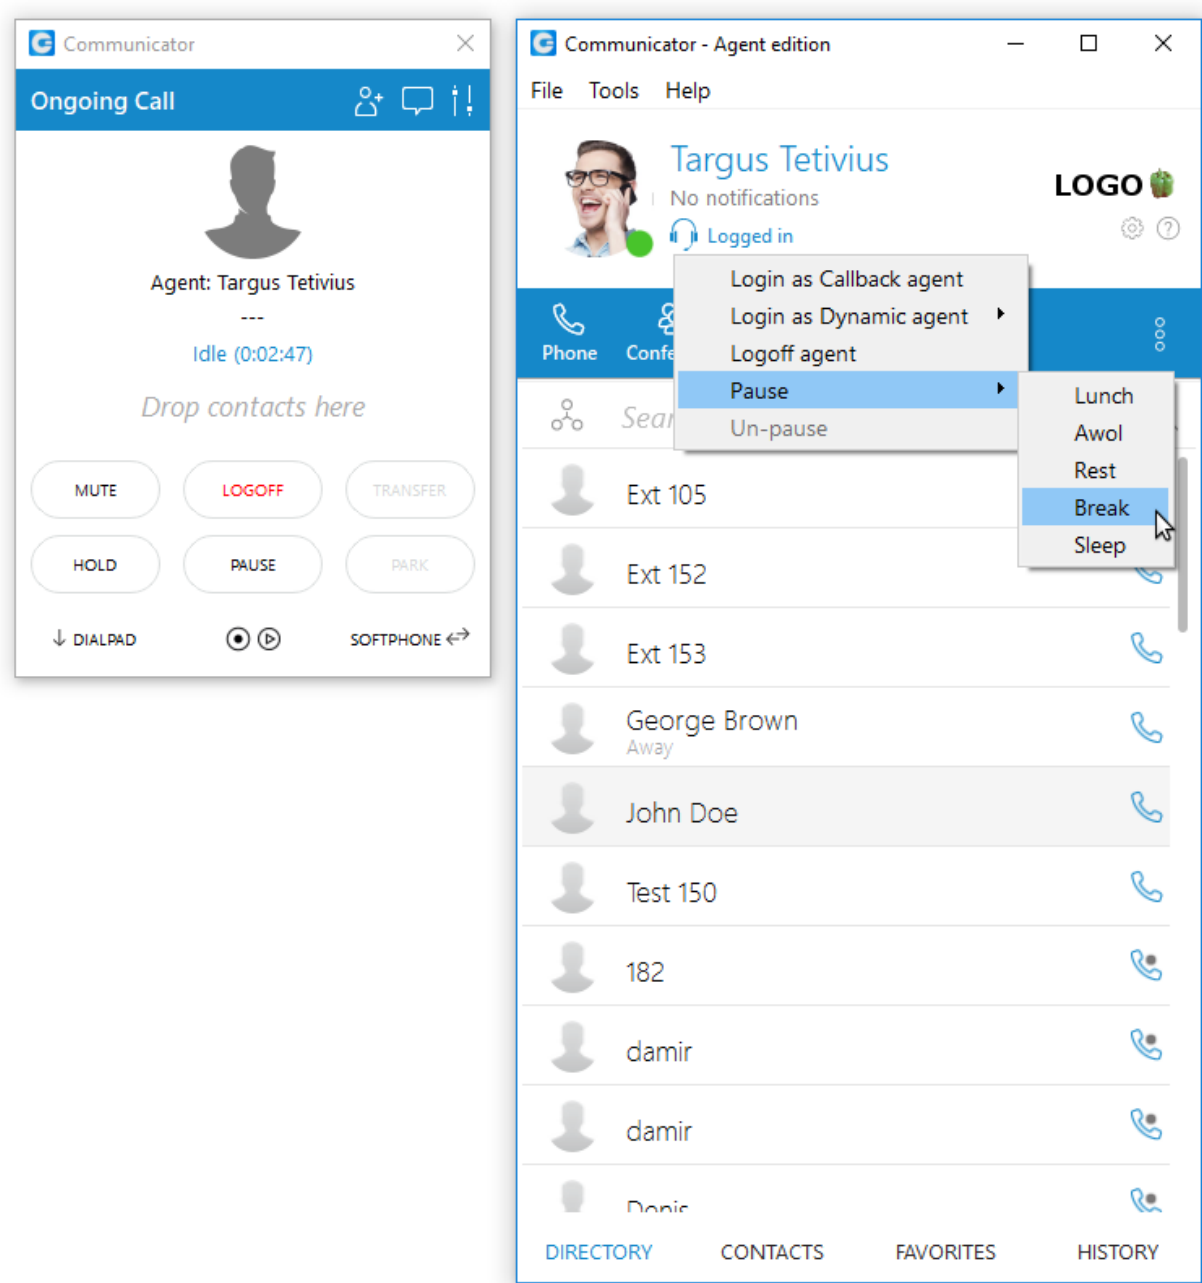 Communicator
Ongoing Call
Agent: Targus Tetivius
---
Idle (0:02:47)
Drop contacts here
MUTE
LOGOFF
TRANSFER
HOLD
PAUSE
PARK
DIALPAD
SOFTPHONE
Communicator - Agent edition
File Tools Help
Targus Tetivius
No notifications
Logged in
LOGO
Login as Callback agent
Login as Dynamic agent
Logoff agent
Pause
Un-pause
Lunch
Awol
Rest
Break
Sleep
Phone
Ext 105
Ext 152
Ext 153
George Brown
Away
John Doe
Test 150
182
damir
damir
DIRECTORY
CONTACTS
FAVORITES
HISTORY